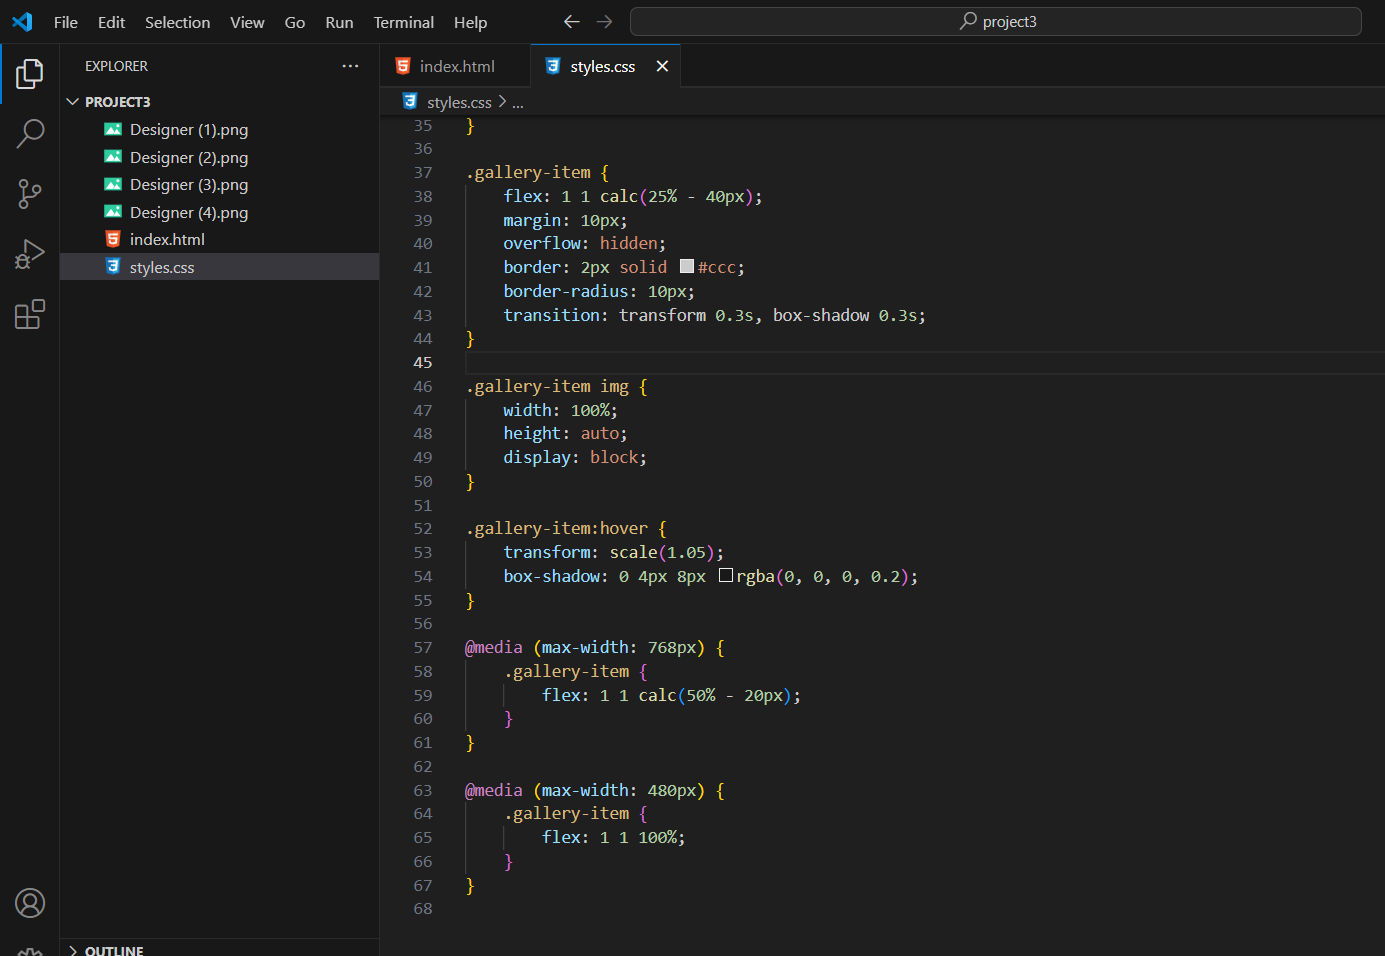 File Edit Selection View Go Run Terminal Help
project3
EXPLORER
PROJECT3
Designer (1).png
Designer (2).png
Designer (3).png
Designer (4).png
index.html
styles.css
OUTLINE
index.html
styles.css
styles.css > ...
35 }
36
37 .gallery-item {
38 flex: 1 1 calc(25% - 40px);
39 margin: 10px;
40 overflow: hidden;
41 border: 2px solid #ccc;
42 border-radius: 10px;
43 transition: transform 0.3s, box-shadow 0.3s;
44 }
45
46 .gallery-item img {
47 width: 100%;
48 height: auto;
49 display: block;
50 }
51
52 .gallery-item:hover {
53 transform: scale(1.05);
54 box-shadow: 0 4px 8px rgba(0, 0, 0, 0.2);
55 }
56
57 @media (max-width: 768px) {
58 .gallery-item {
59 flex: 1 1 calc(50% - 20px);
60 }
61 }
62
63 @media (max-width: 480px) {
64 .gallery-item {
65 flex: 1 1 100%;
66 }
67 }
68